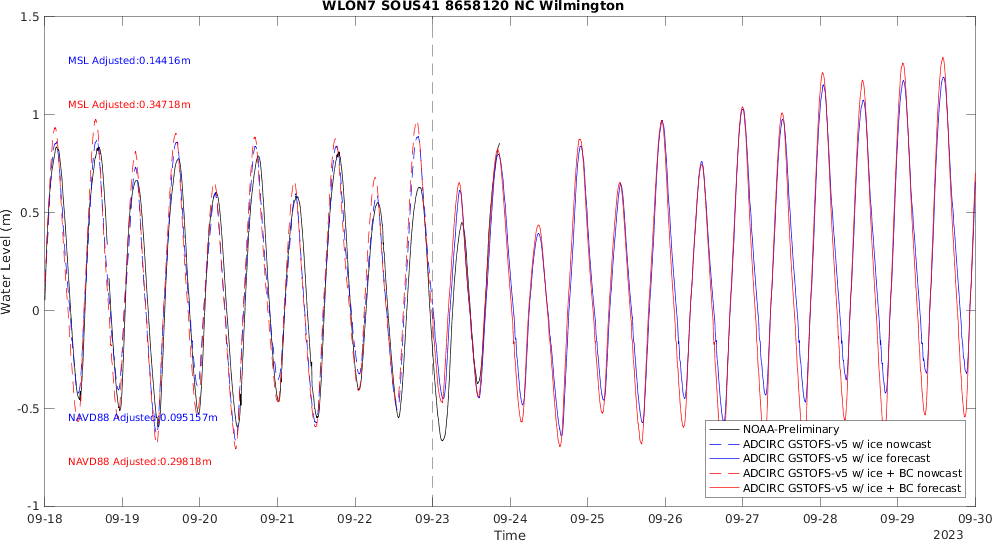 WLON7 SOUS41 8658120 NC Wilmington
1.5
1
0.5
0
-0.5
-1
Water Level (m)
MSL Adjusted:0.14416m
MSL Adjusted:0.34718m
NAVD88 Adjusted:0.095157m
NAVD88 Adjusted:0.29818m
NOAA-Preliminary
ADCIRC GSTOFS-v5 w/ ice nowcast
ADCIRC GSTOFS-v5 w/ ice forecast
ADCIRC GSTOFS-v5 w/ ice + BC nowcast
ADCIRC GSTOFS-v5 w/ ice + BC forecast
09-18 09-19 09-20 09-21 09-22 09-23 09-24 09-25 09-26 09-27 09-28 09-29 09-30
Time
2023